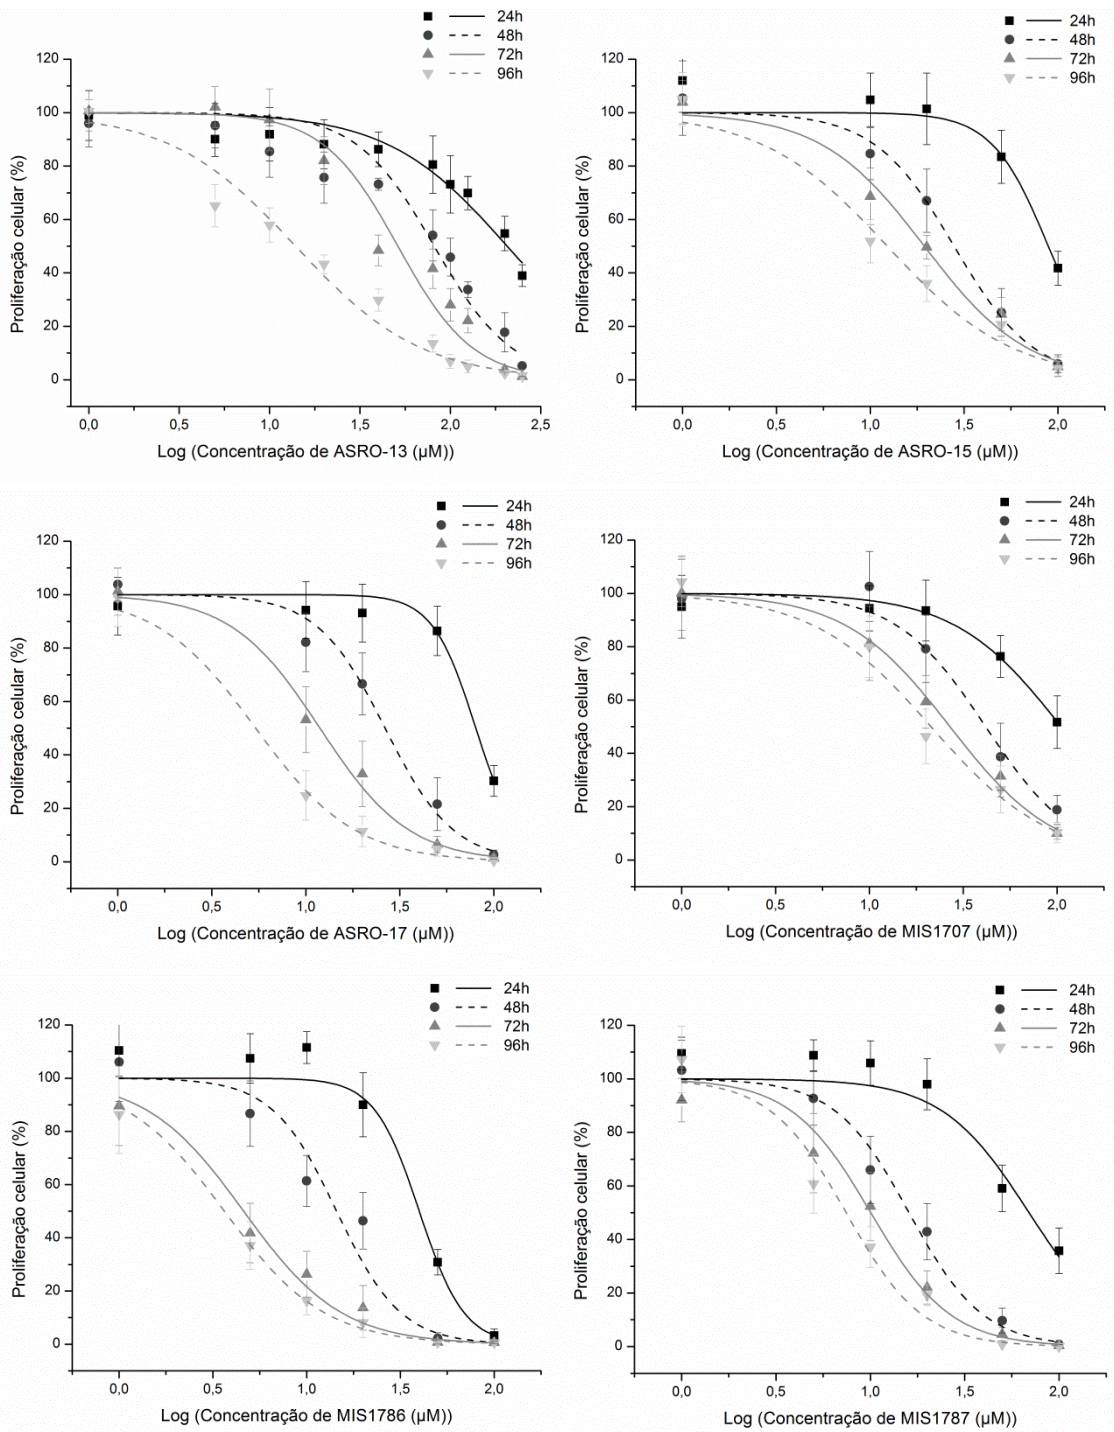 24h
48h
72h
96h
120
100
80
60
40
20
0
Proliferação celular (%)
0,0 0,5 1,0 1,5 2,0 2,5
Log (Concentração de ASRO-13 (µM))
24h
48h
72h
96h
120
100
80
60
40
20
0
Proliferação celular (%)
0,0 0,5 1,0 1,5 2,0
Log (Concentração de ASRO-15 (µM))
24h
48h
72h
96h
120
100
80
60
40
20
0
Proliferação celular (%)
0,0 0,5 1,0 1,5 2,0
Log (Concentração de ASRO-17 (µM))
24h
48h
72h
96h
120
100
80
60
40
20
0
Proliferação celular (%)
0,0 0,5 1,0 1,5 2,0
Log (Concentração de MIS1707 (µM))
24h
48h
72h
96h
120
100
80
60
40
20
0
Proliferação celular (%)
0,0 0,5 1,0 1,5 2,0
Log (Concentração de MIS1786 (µM))
24h
48h
72h
96h
120
100
80
60
40
20
0
Proliferação celular (%)
0,0 0,5 1,0 1,5 2,0
Log (Concentração de MIS1787 (µM))